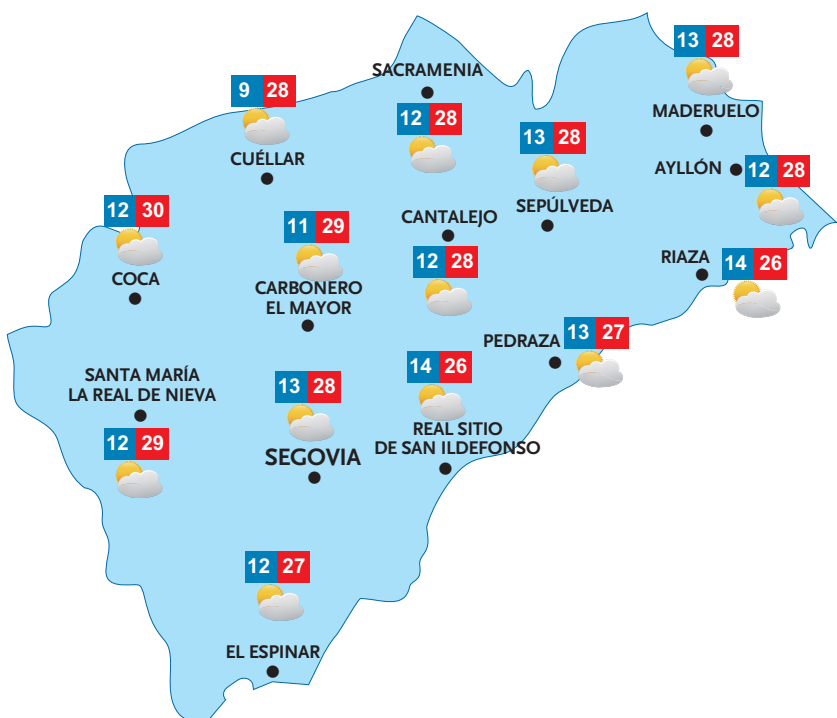 13 28
MADERUELO
SACRAMENIA
12 28
9 28
CUÉLLAR
13 28
SEPÚLVEDA
AYLLÓN
12 28
12 30
COCA
11 29
CARBONERO
EL MAYOR
CANTALEJO
12 28
RIAZA
14 26
PEDRAZA
13 27
SANTA MARÍA
LA REAL DE NIEVA
12 29
13 28
SEGOVIA
14 26
REAL SITIO
DE SAN ILDEFONSO
12 27
EL ESPINAR